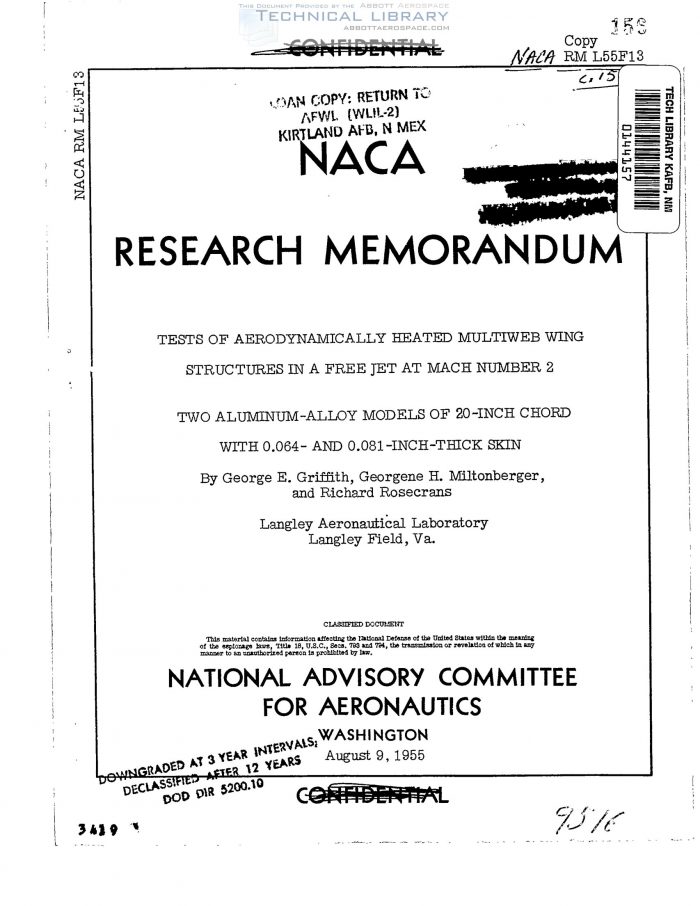 THIS DOCUMENT PROVIDED BY THE ABBOTT AEROSPACE
TECHNICAL LIBRARY
ABBOTTAEROSPACE.COM
CONFIDENTIAL
Copy
NACA RM L55F13
C.15
NACA RM L55F13
LOAN COPY: RETURN TO
AFWL (WLIL-2)
KIRTLAND AFB, N MEX
TECH LIBRARY KAFB, NM
0144157
NACA
RESEARCH MEMORANDUM
TESTS OF AERODYNAMICALLY HEATED MULTIWEB WING
STRUCTURES IN A FREE JET AT MACH NUMBER 2
TWO ALUMINUM-ALLOY MODELS OF 20-INCH CHORD
WITH 0.064- AND 0.081-INCH-THICK SKIN
By George E. Griffith, Georgene H. Miltonberger,
and Richard Rosecrans
Langley Aeronautical Laboratory
Langley Field, Va.
CLASSIFIED DOCUMENT
This material contains information affecting the National Defense of the United States within the meaning
of the espionage laws, Title 18, U.S.C., Secs. 793 and 794, the transmission or revelation of which in any
manner to an unauthorized person is prohibited by law.
NATIONAL ADVISORY COMMITTEE
FOR AERONAUTICS
WASHINGTON
August 9, 1955
DOWNGRADED AT 3 YEAR INTERVALS;
DECLASSIFIED AFTER 12 YEARS
DOD DIR 5200.10
CONFIDENTIAL
3419